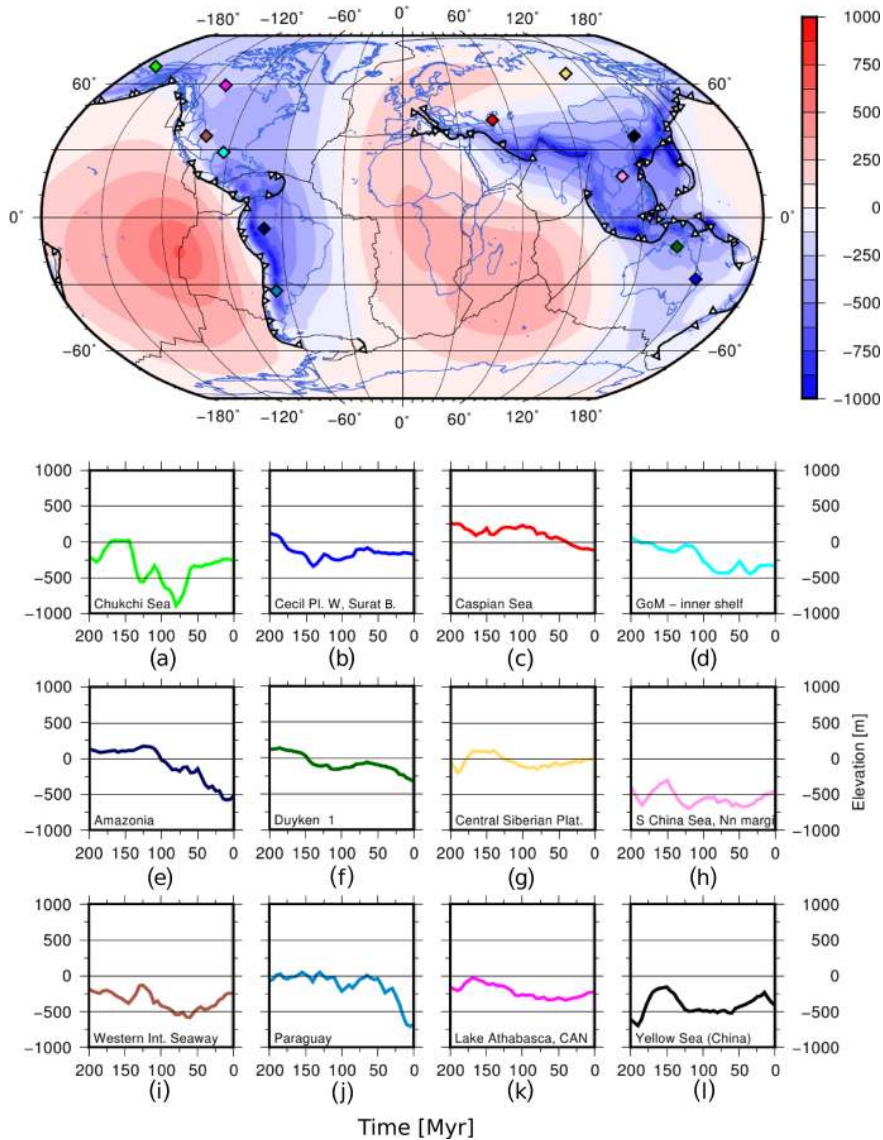 −180˚ −120˚ −60˚ 0˚ 60˚ 120˚ 180˚
60˚ 60˚
0˚ 0˚
−60˚ −60˚
−180˚ −120˚ −60˚ 0˚ 60˚ 120˚ 180˚
1000
750
500
250
0
−250
−500
−750
−1000
1000 1000
500 500
0 0
−500 −500
−1000 −1000
Chukchi Sea Cecil Pl. W, Surat B. Caspian Sea GoM − inner shelf
200 150 100 50 0 200 150 100 50 0 200 150 100 50 0 200 150 100 50 0
(a) (b) (c) (d)
1000 1000
500 500
0 0
−500 −500
−1000 −1000
Elevation [m]
Amazonia Duyken 1 Central Siberian Plat. S China Sea, Nn margi
200 150 100 50 0 200 150 100 50 0 200 150 100 50 0 200 150 100 50 0
(e) (f) (g) (h)
1000 1000
500 500
0 0
−500 −500
−1000 −1000
Western Int. Seaway Paraguay Lake Athabasca, CAN Yellow Sea (China)
200 150 100 50 0 200 150 100 50 0 200 150 100 50 0 200 150 100 50 0
(i) (j) (k) (l)
Time [Myr]